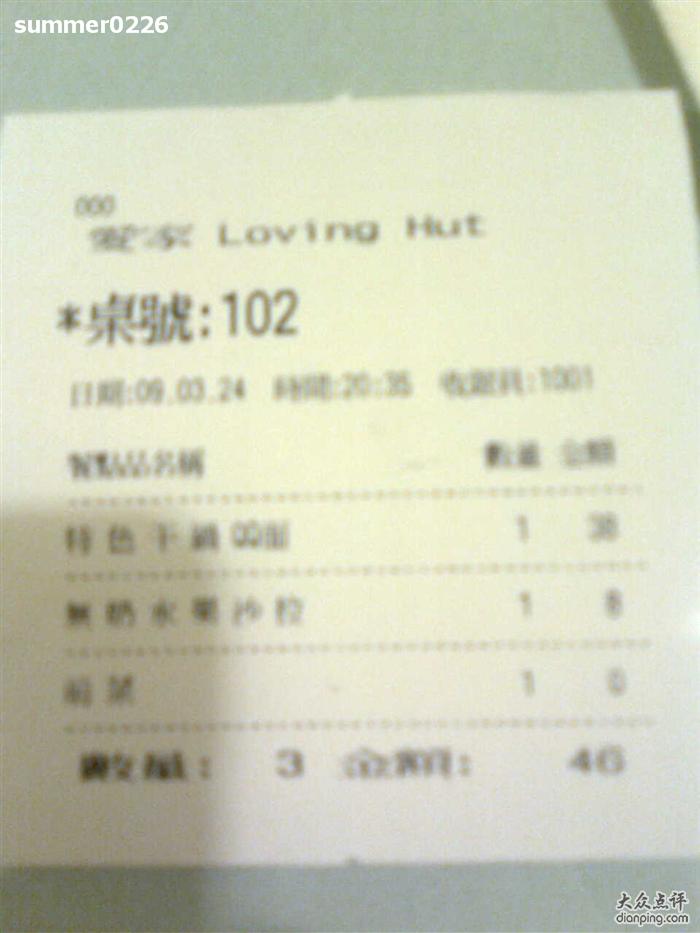 summer0226
000
愛家 Loving Hut
*桌號:102
日期:09.03.24 時間:20:35 收銀員:1001
餐點品名稱 數量 金額
特色干鍋QQ 1 38
無奶水果沙拉 1 8
1 0
數量: 3 金額: 46
大众点评
dianping.com